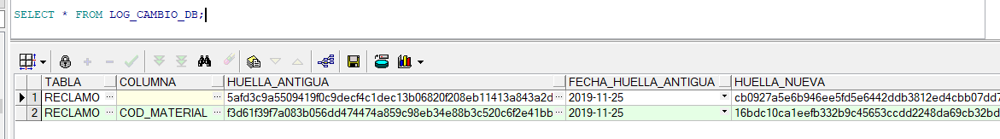 SELECT * FROM LOG_CAMBIO_DB;
TABLA COLUMNA HUELLA_ANTIGUA FECHA_HUELLA_ANTIGUA HUELLA_NUEVA
1 RECLAMO 5afd3c9a5509419f0c9decf4c1dec13b06820f208eb11413a843a2d 2019-11-25 cb0927a5e6b946ee5fd5e6442ddb3812ed4cbb07dd7
2 RECLAMO COD_MATERIAL f3d61f39f7a083b056dd474474a859c98eb34e88b3c520c6f2e41bb 2019-11-25 16bdc10ca1eefb332b9c45653ccdd2248da69cb32bd